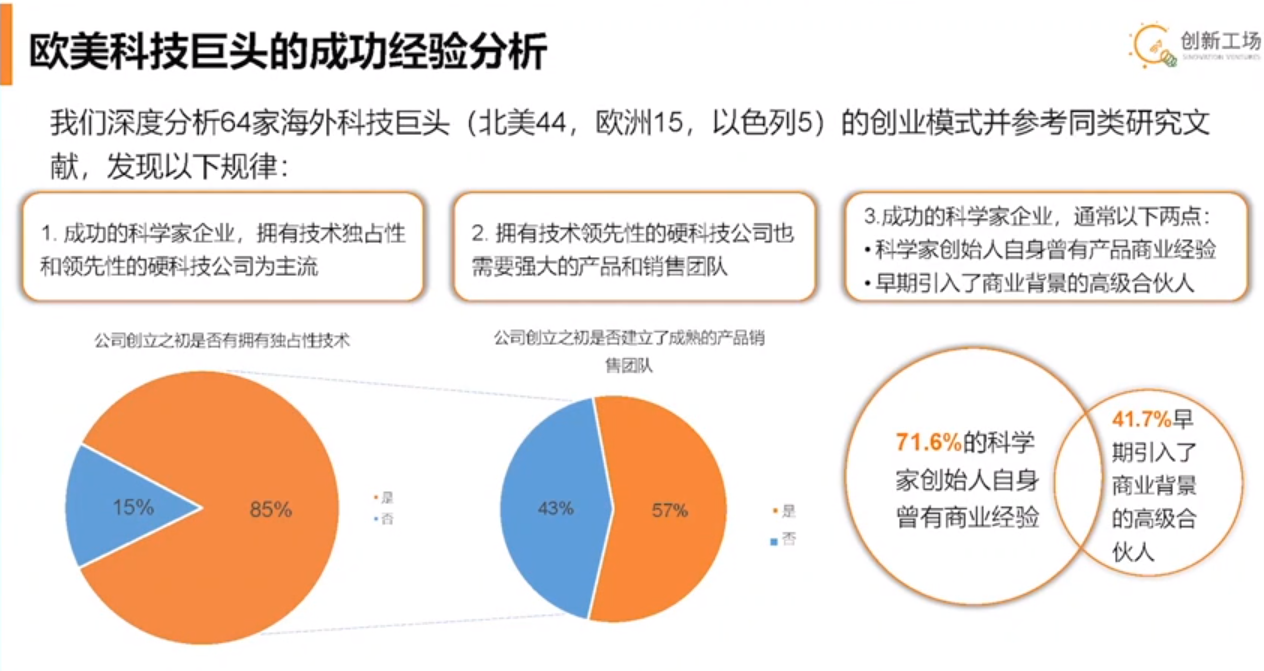 欧美科技巨头的成功经验分析
创新工场
SINOVATION VENTURES
我们深度分析64家海外科技巨头（北美44，欧洲15，以色列5）的创业模式并参考同类研究文
献，发现以下规律：
1. 成功的科学家企业，拥有技术独占性
和领先性的硬科技公司为主流
2. 拥有技术领先性的硬科技公司也
需要强大的产品和销售团队
3.成功的科学家企业，通常以下两点：
•科学家创始人自身曾有产品商业经验
•早期引入了商业背景的高级合伙人
公司创立之初是否有拥有独占性技术
15%
85%
是
否
公司创立之初是否建立了成熟的产品销
售团队
43%
57%
是
否
71.6%的科学
家创始人自身
曾有商业经验
41.7%早
期引入了
商业背景
的高级合
伙人